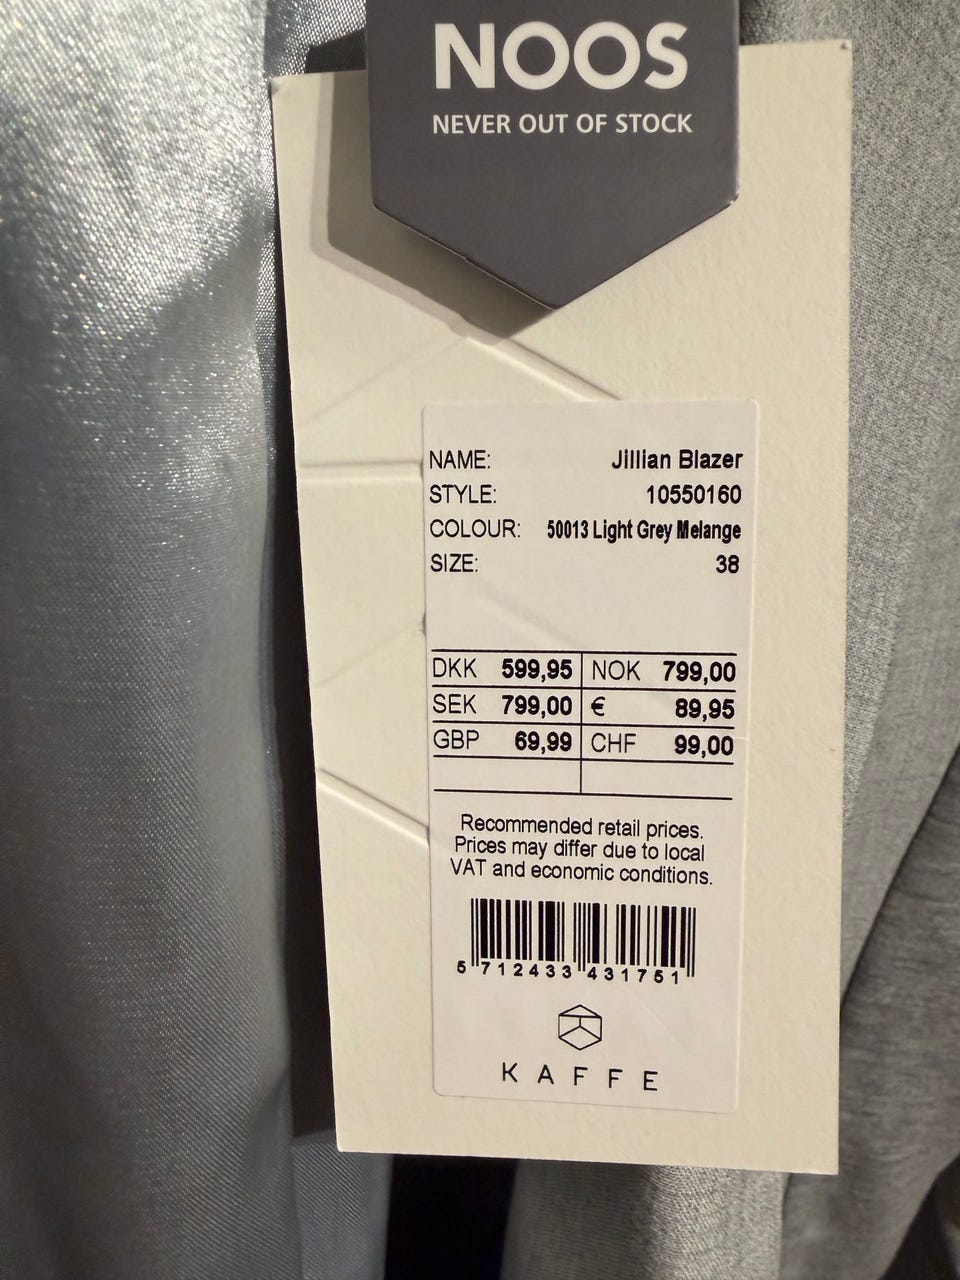 NOOS
NEVER OUT OF STOCK
NAME: Jillian Blazer
STYLE: 10550160
COLOUR: 50013 Light Grey Melange
SIZE: 38
DKK 599,95 NOK 799,00
SEK 799,00 € 89,95
GBP 69,99 CHF 99,00
Recommended retail prices.
Prices may differ due to local
VAT and economic conditions.
5 712433 431751
KAFFE